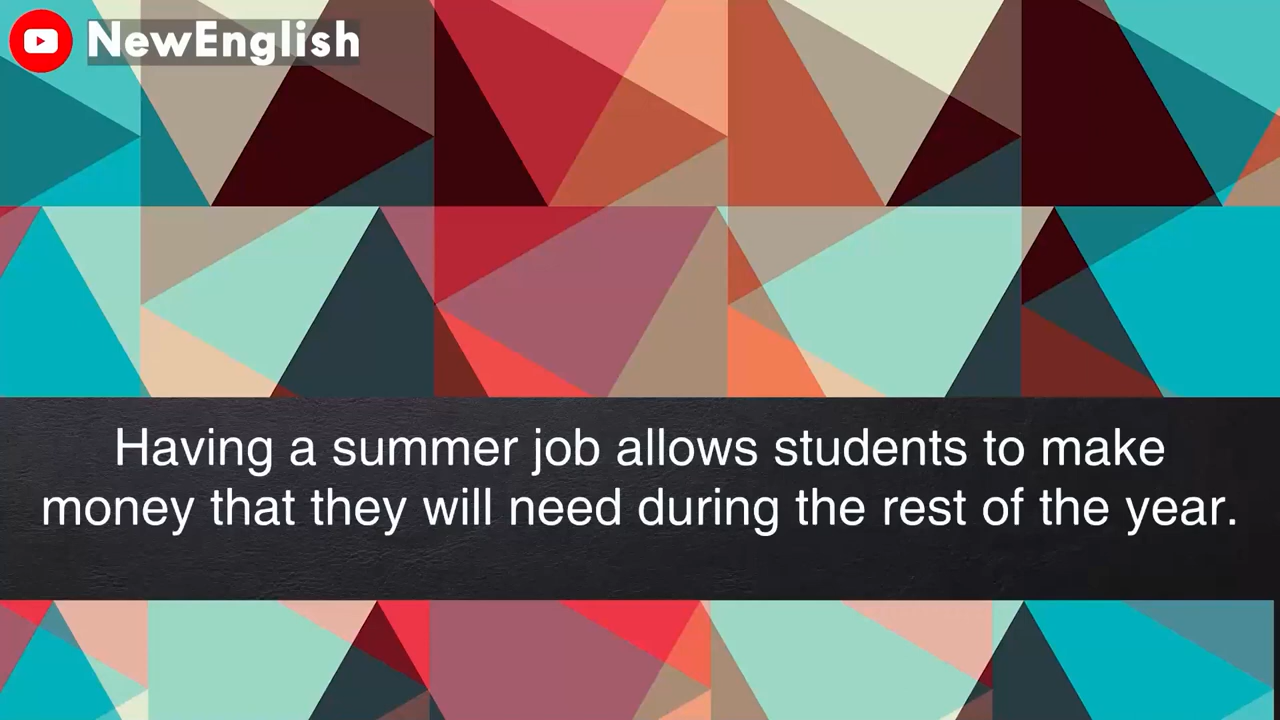 NewEnglish
Having a summer job allows students to make
money that they will need during the rest of the year.